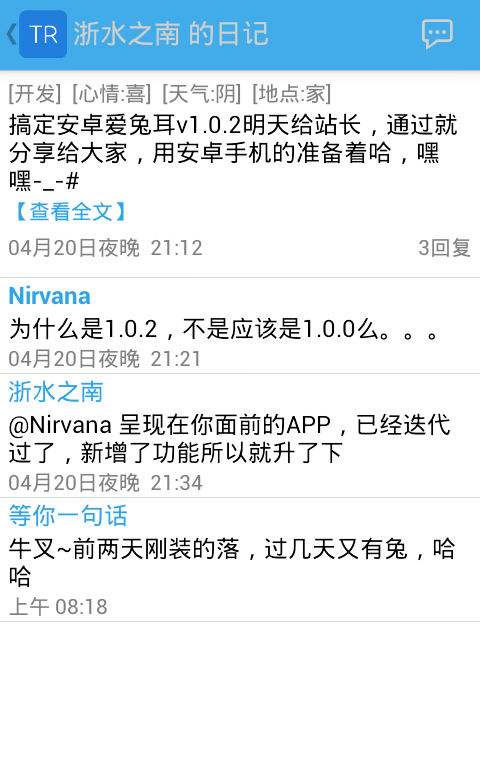 TR 浙水之南 的日记
[开发] [心情:喜] [天气:阴] [地点:家]
搞定安卓爱兔耳v1.0.2明天给站长，通过就
分享给大家，用安卓手机的准备着哈，嘿
嘿-_-#
【查看全文】
04月20日夜晚 21:12 3回复
Nirvana
为什么是1.0.2，不是应该是1.0.0么。。。
04月20日夜晚 21:21
浙水之南
@Nirvana 呈现在你面前的APP，已经迭代
过了，新增了功能所以就升了下
04月20日夜晚 21:34
等你一句话
牛叉~前两天刚装的落，过几天又有兔，哈
哈
上午 08:18